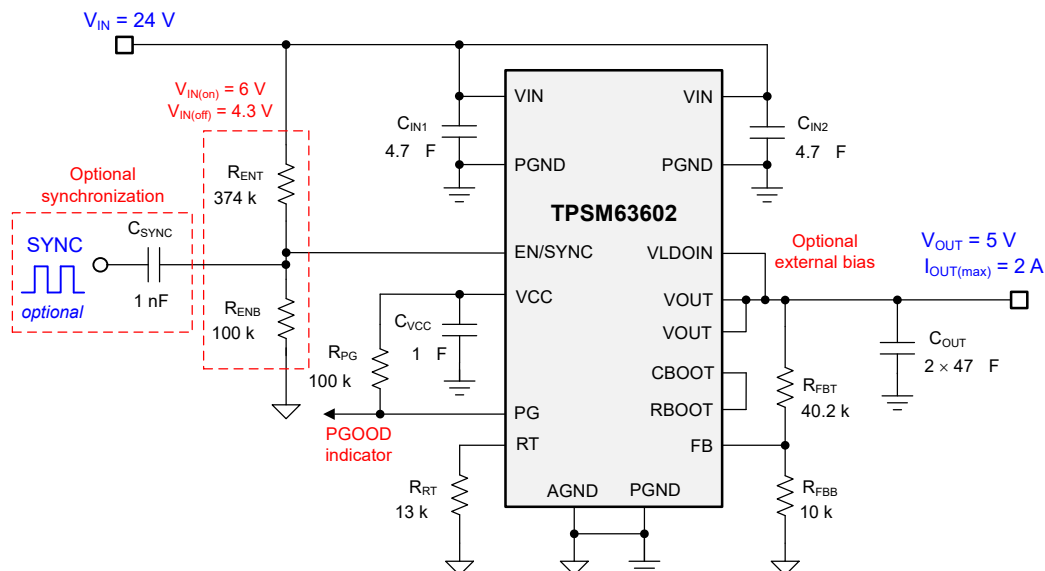 VIN = 24 V
VIN(on) = 6 V
VIN(off) = 4.3 V
Optional
synchronization
SYNC
optional
CSYNC
1 nF
RENT
374 k
RENB
100 k
CIN1
4.7 F
CIN2
4.7 F
VIN
PGND
EN/SYNC
VCC
PG
RT
AGND
PGND
TPSM63602
VIN
PGND
VLDOIN
VOUT
VOUT
CBOOT
RBOOT
FB
CVCC
1 F
RPG
100 k
PGOOD
indicator
RRT
13 k
Optional
external bias
VOUT = 5 V
IOUT(max) = 2 A
COUT
2 × 47 F
RFBT
40.2 k
RFBB
10 k